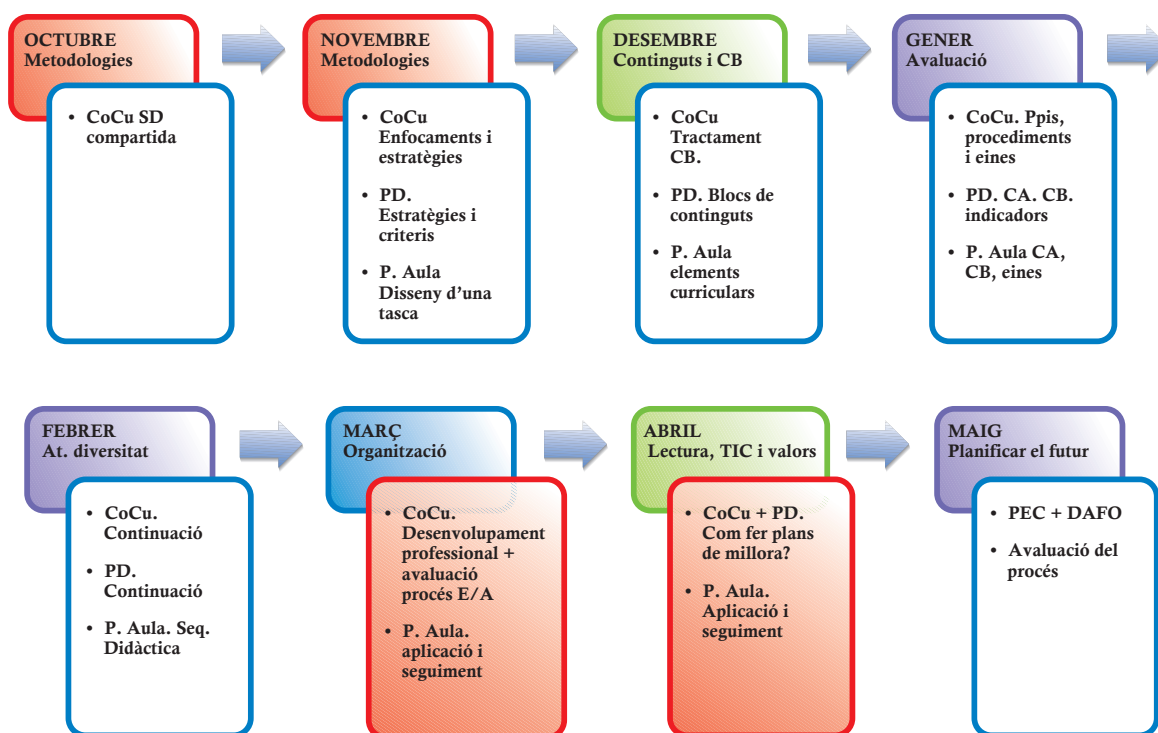 OCTUBRE
Metodologies
• CoCu SD
compartida
NOVEMBRE
Metodologies
• CoCu
Enfocaments i
estratègies
• PD.
Estratègies i
criteris
• P. Aula
Disseny d’una
tasca
DESEMBRE
Continguts i CB
• CoCu
Tractament
CB.
• PD. Blocs de
continguts
• P. Aula
elements
curriculars
GENER
Avaluació
• CoCu. Ppis,
procediments
i eines
• PD. CA. CB.
indicadors
• P. Aula CA,
CB, eines
FEBRER
At. diversitat
• CoCu.
Continuació
• PD.
Continuació
• P. Aula. Seq.
Didàctica
MARÇ
Organització
• CoCu.
Desenvolupament
professional +
avaluació
procés E/A
• P. Aula.
aplicació i
seguiment
ABRIL
Lectura, TIC i valors
• CoCu + PD.
Com fer plans
de millora?
• P. Aula.
Aplicació i
seguiment
MAIG
Planificar el futur
• PEC + DAFO
• Avaluació del
procés